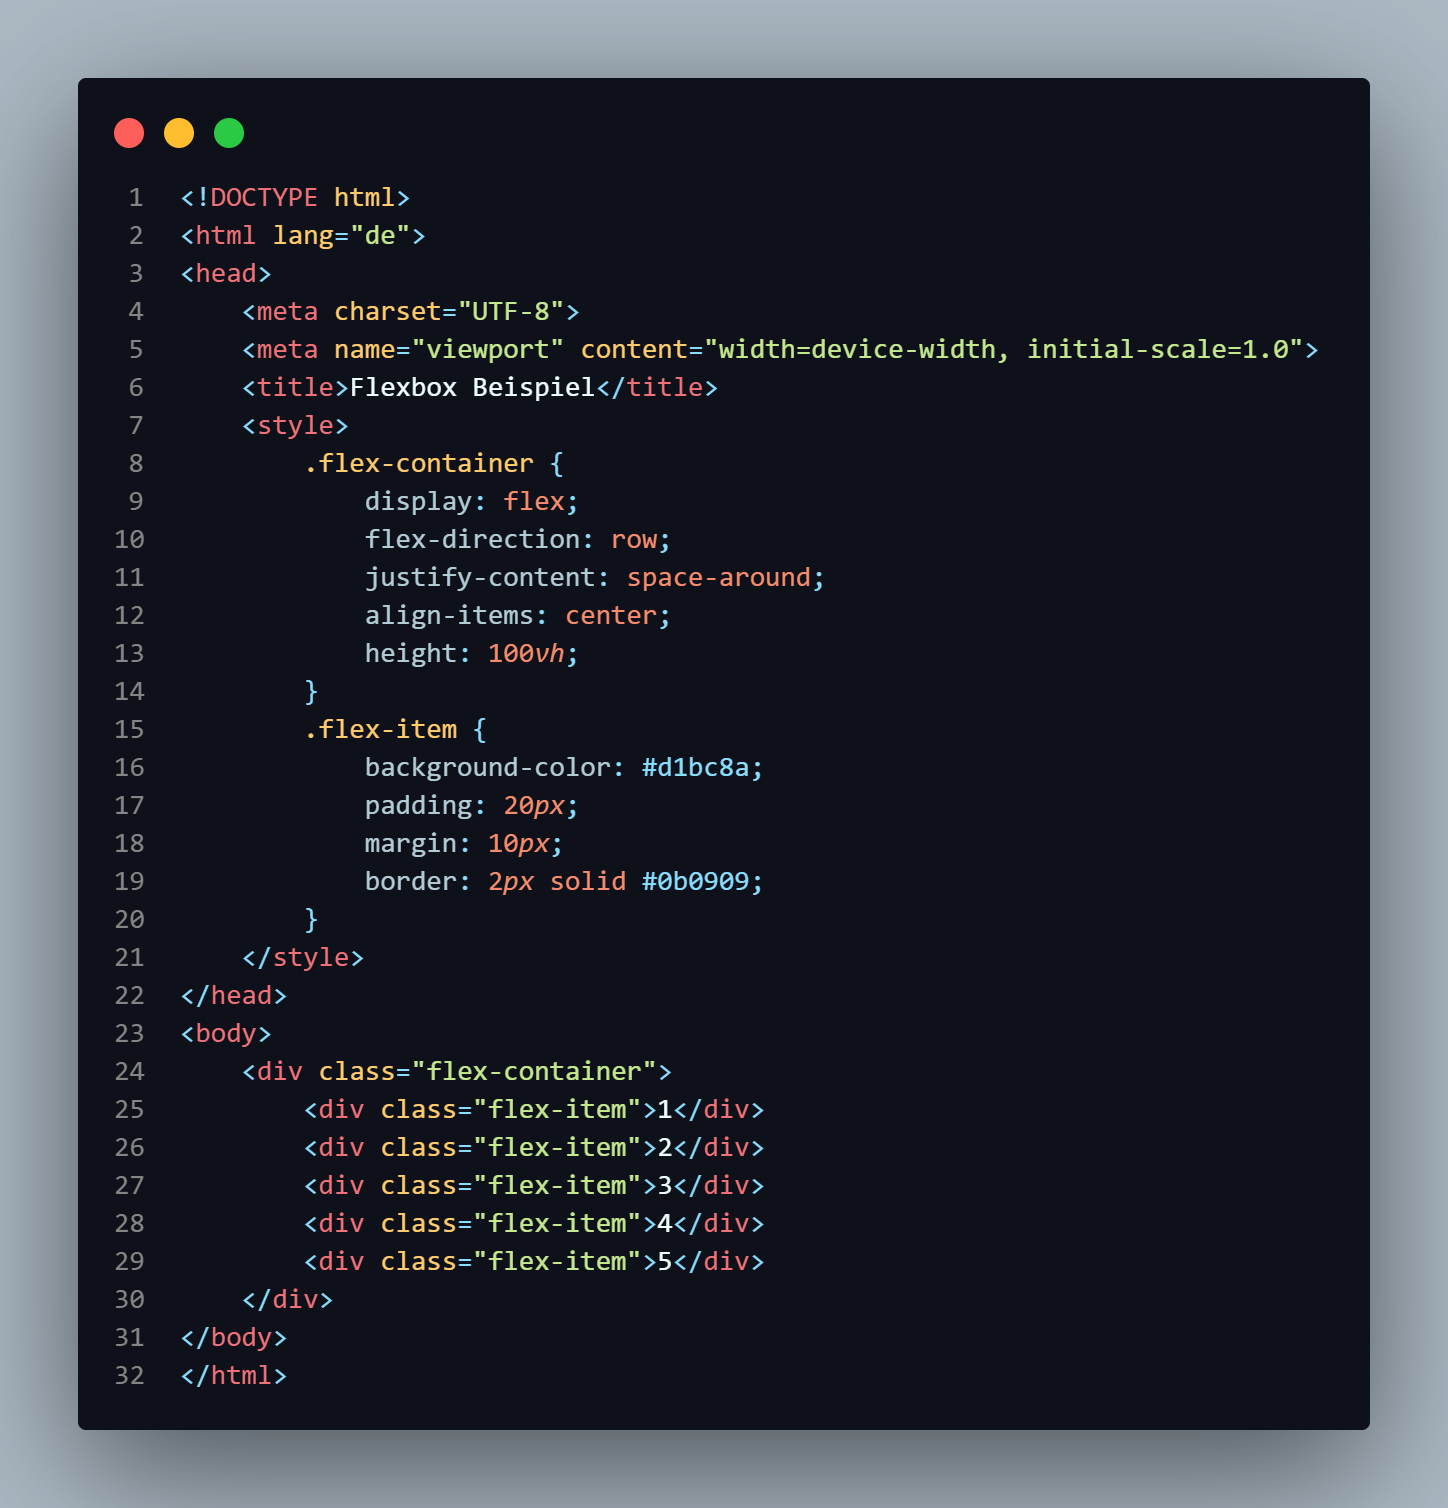 1 <!DOCTYPE html>
2 <html lang="de">
3 <head>
4     <meta charset="UTF-8">
5     <meta name="viewport" content="width=device-width, initial-scale=1.0">
6     <title>Flexbox Beispiel</title>
7     <style>
8         .flex-container {
9             display: flex;
10             flex-direction: row;
11             justify-content: space-around;
12             align-items: center;
13             height: 100vh;
14         }
15         .flex-item {
16             background-color: #d1bc8a;
17             padding: 20px;
18             margin: 10px;
19             border: 2px solid #0b0909;
20         }
21     </style>
22 </head>
23 <body>
24     <div class="flex-container">
25         <div class="flex-item">1</div>
26         <div class="flex-item">2</div>
27         <div class="flex-item">3</div>
28         <div class="flex-item">4</div>
29         <div class="flex-item">5</div>
30     </div>
31 </body>
32 </html>